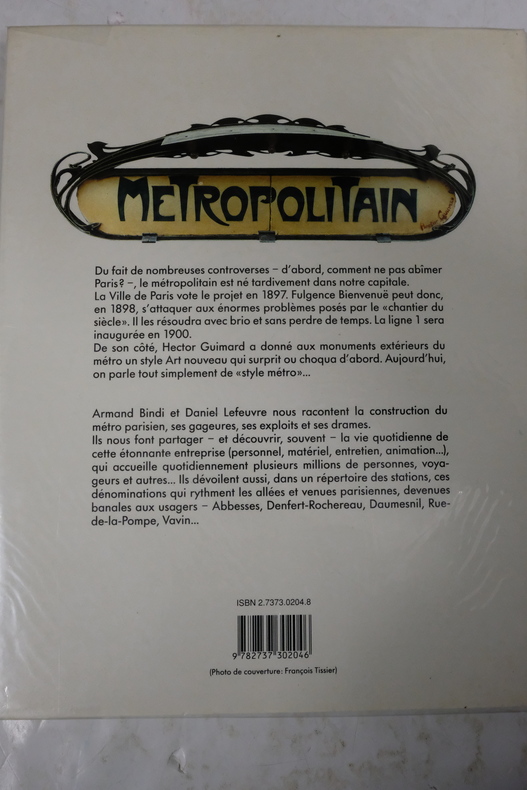 METROPOLITAIN
Du fait de nombreuses controverses – d'abord, comment ne pas abîmer
Paris? –, le métropolitain est né tardivement dans notre capitale.
La Ville de Paris vote le projet en 1897. Fulgence Bienvenuë peut donc,
en 1898, s'attaquer aux énormes problèmes posés par le «chantier du
siècle». Il les résoudra avec brio et sans perdre de temps. La ligne 1 sera
inaugurée en 1900.
De son côté, Hector Guimard a donné aux monuments extérieurs du
métro un style Art nouveau qui surprit ou choqua d'abord. Aujourd'hui,
on parle tout simplement de «style métro»...
Armand Bindi et Daniel Lefeuvre nous racontent la construction du
métro parisien, ses gageures, ses exploits et ses drames.
Ils nous font partager – et découvrir, souvent – la vie quotidienne de
cette étonnante entreprise (personnel, matériel, entretien, animation...),
qui accueille quotidiennement plusieurs millions de personnes, voya-
geurs et autres... Ils dévoilent aussi, dans un répertoire des stations, ces
dénominations qui rythment les allées et venues parisiennes, devenues
banales aux usagers – Abbesses, Denfert-Rochereau, Daumesnil, Rue-
de-la-Pompe, Vavin...
ISBN 2.7373.0204.8
9 782737 302046
(Photo de couverture: François Tissier)